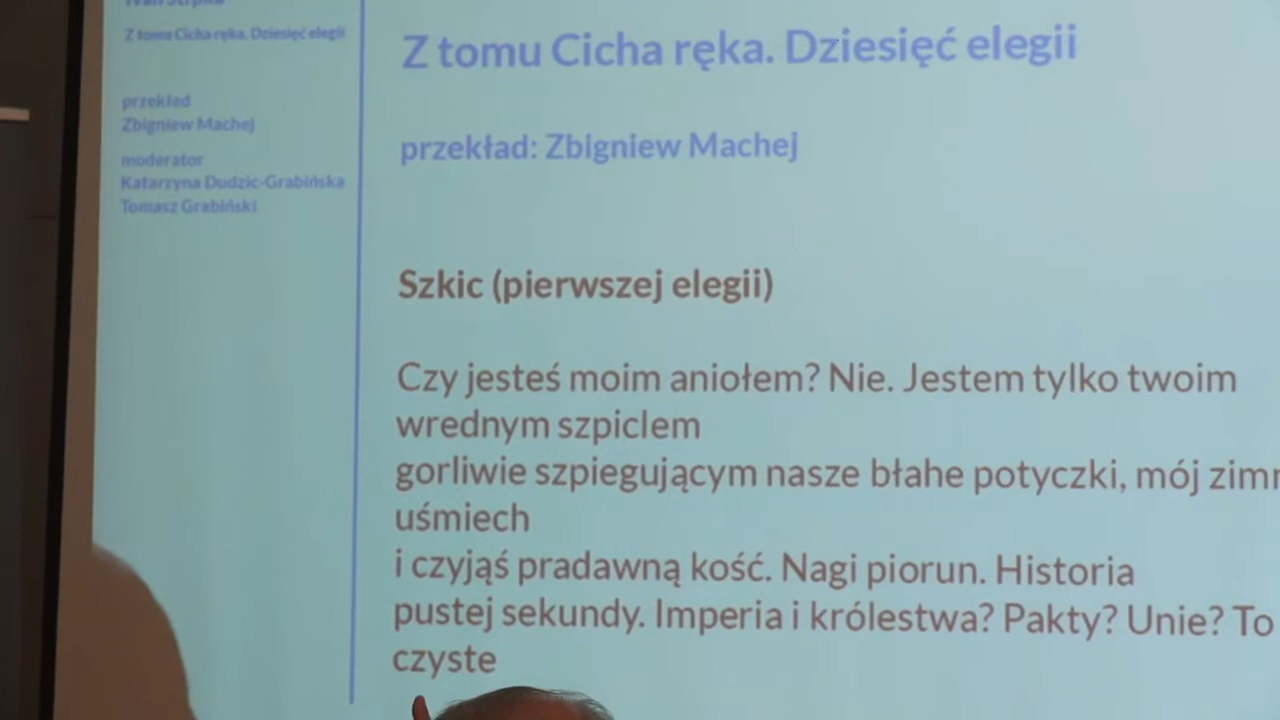 Z tomu Cicha ręka. Dziesięć elegii
przekład
Zbigniew Machej
moderator
Katarzyna Dudzic-Grabińska
Tomasz Grabiński
Z tomu Cicha ręka. Dziesięć elegii
przekład: Zbigniew Machej
Szkic (pierwszej elegii)
Czy jesteś moim aniołem? Nie. Jestem tylko twoim
wrednym szpiclem
gorliwie szpiegującym nasze błahe potyczki, mój
uśmiech
i czyjąś pradawną kość. Nagi piorun. Historia
pustej sekundy. Imperia i królestwa? Pakty? Unie? To
czyste